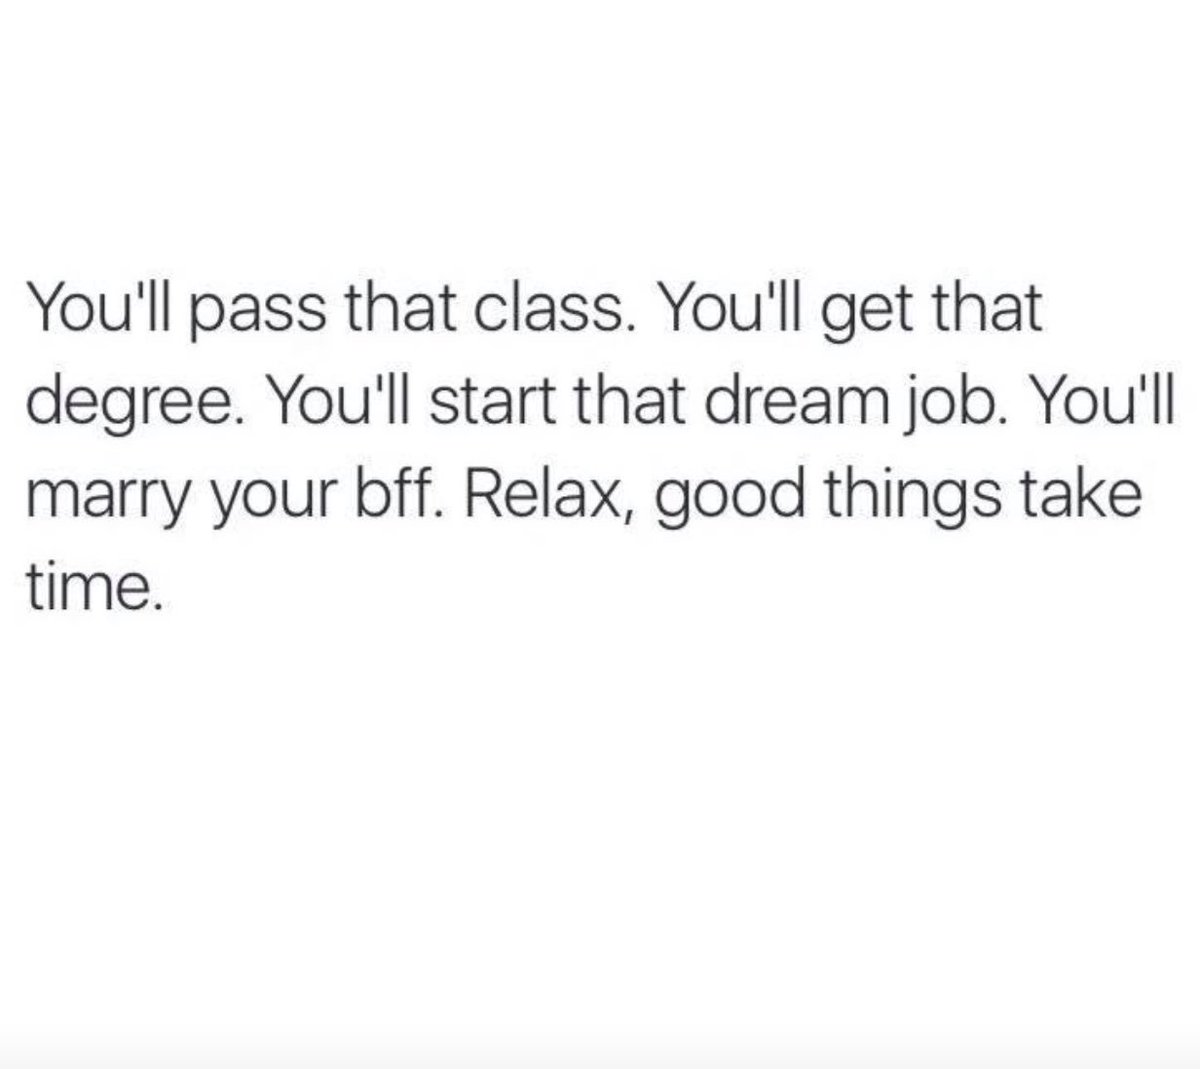 You'll pass that class. You'll get that
degree. You'll start that dream job. You'll
marry your bff. Relax, good things take
time.